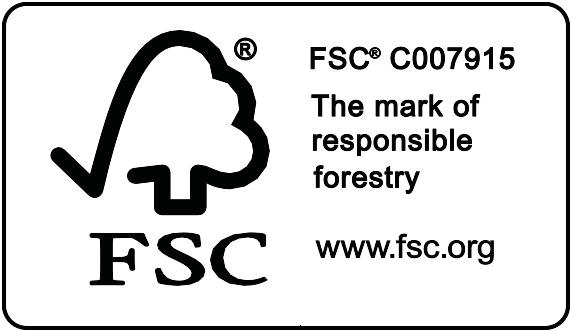 ®
FSC
FSC® C007915
The mark of
responsible
forestry
www.fsc.org